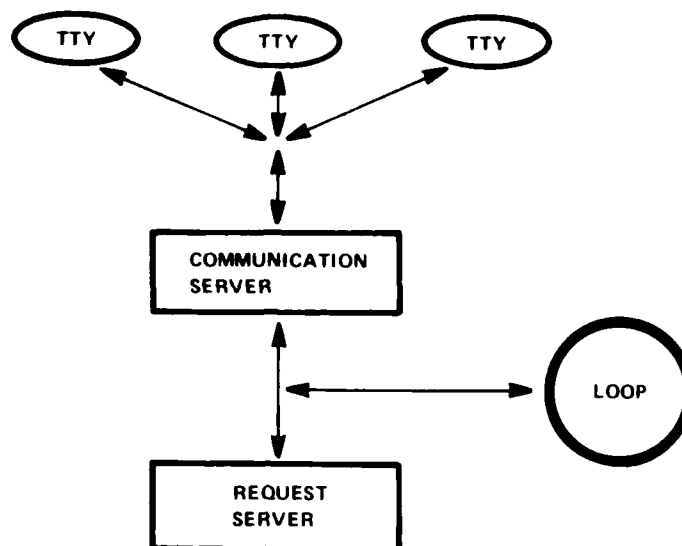 TTY
TTY
TTY
COMMUNICATION
SERVER
LOOP
REQUEST
SERVER